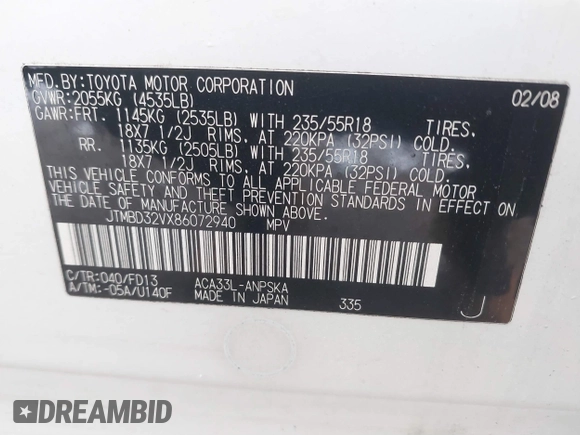 MFD.BY:TOYOTA MOTOR CORPORATION 02/08
GVWR:2055KG (4535LB)
GAWR:FRT. 1145KG (2535LB) WITH 235/55R18 TIRES,
18X7 1/2J RIMS, AT 220KPA (32PSI) COLD.
RR. 1135KG (2505LB) WITH 235/55R18 TIRES,
18X7 1/2J RIMS, AT 220KPA (32PSI) COLD.
THIS VEHICLE CONFORMS TO ALL APPLICABLE FEDERAL MOTOR
VEHICLE SAFETY AND THEFT PREVENTION STANDARDS IN EFFECT ON
THE DATE OF MANUFACTURE SHOWN ABOVE.
JTMBD32VX86072940 MPV
C/TR:040/FD13 ACA33L-ANPSKA
A/TM:-05A/U140F MADE IN JAPAN 335 J
DREAMBID